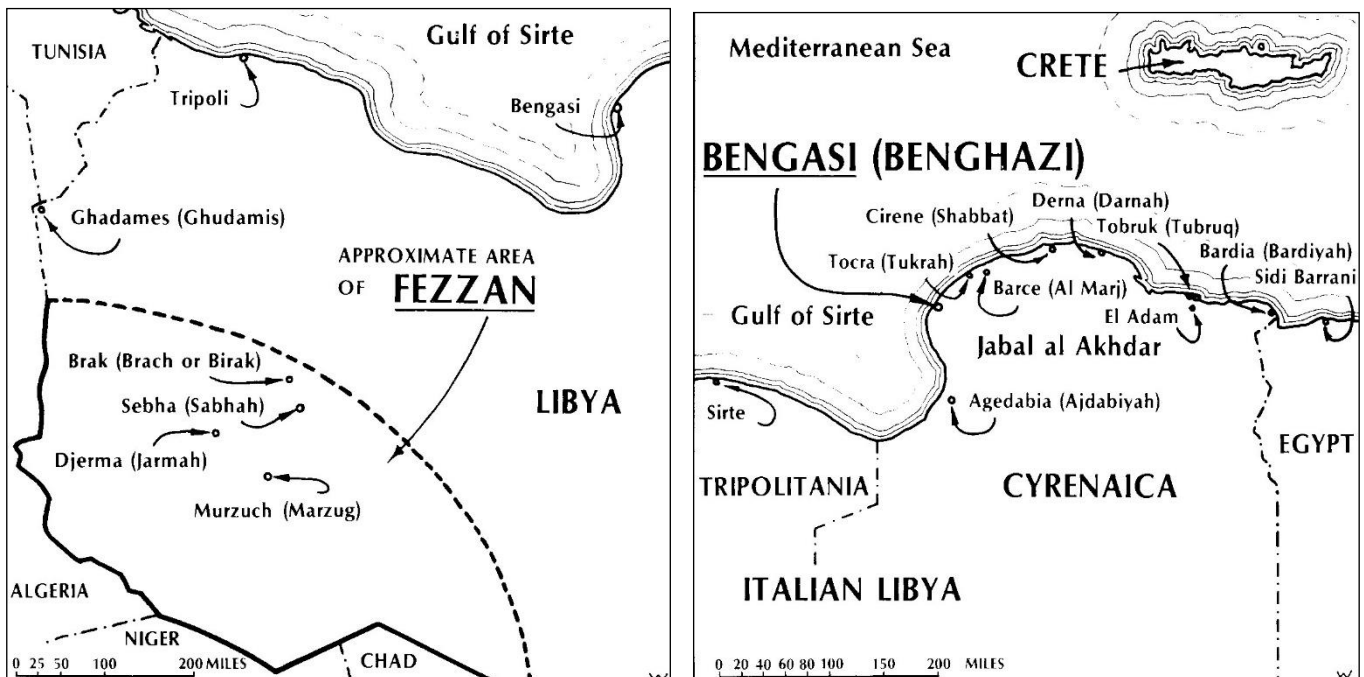 TUNISIA
Gulf of Sirte
Tripoli
Bengasi
Ghadames (Ghudamis)
APPROXIMATE AREA
OF FEZZAN
Brak (Brach or Birak)
Sebha (Sabhah)
LIBYA
Djerma (Jarmah)
Murzuch (Marzug)
ALGERIA
NIGER
CHAD
0 25 50 100 200 MILES
W
Mediterranean Sea
CRETE
BENGASI (BENGHAZI)
Derna (Darnah)
Cirene (Shabbat)
Tobruk (Tubruq)
Bardia (Bardiyah)
Tocra (Tukrah)
Sidi Barrani
Barce (Al Marj)
Gulf of Sirte
El Adam
Jabal al Akhdar
Sirte
Agedabia (Ajdabiyah)
EGYPT
TRIPOLITANIA
CYRENAICA
ITALIAN LIBYA
0 20 40 60 80 100 150 200 MILES
W